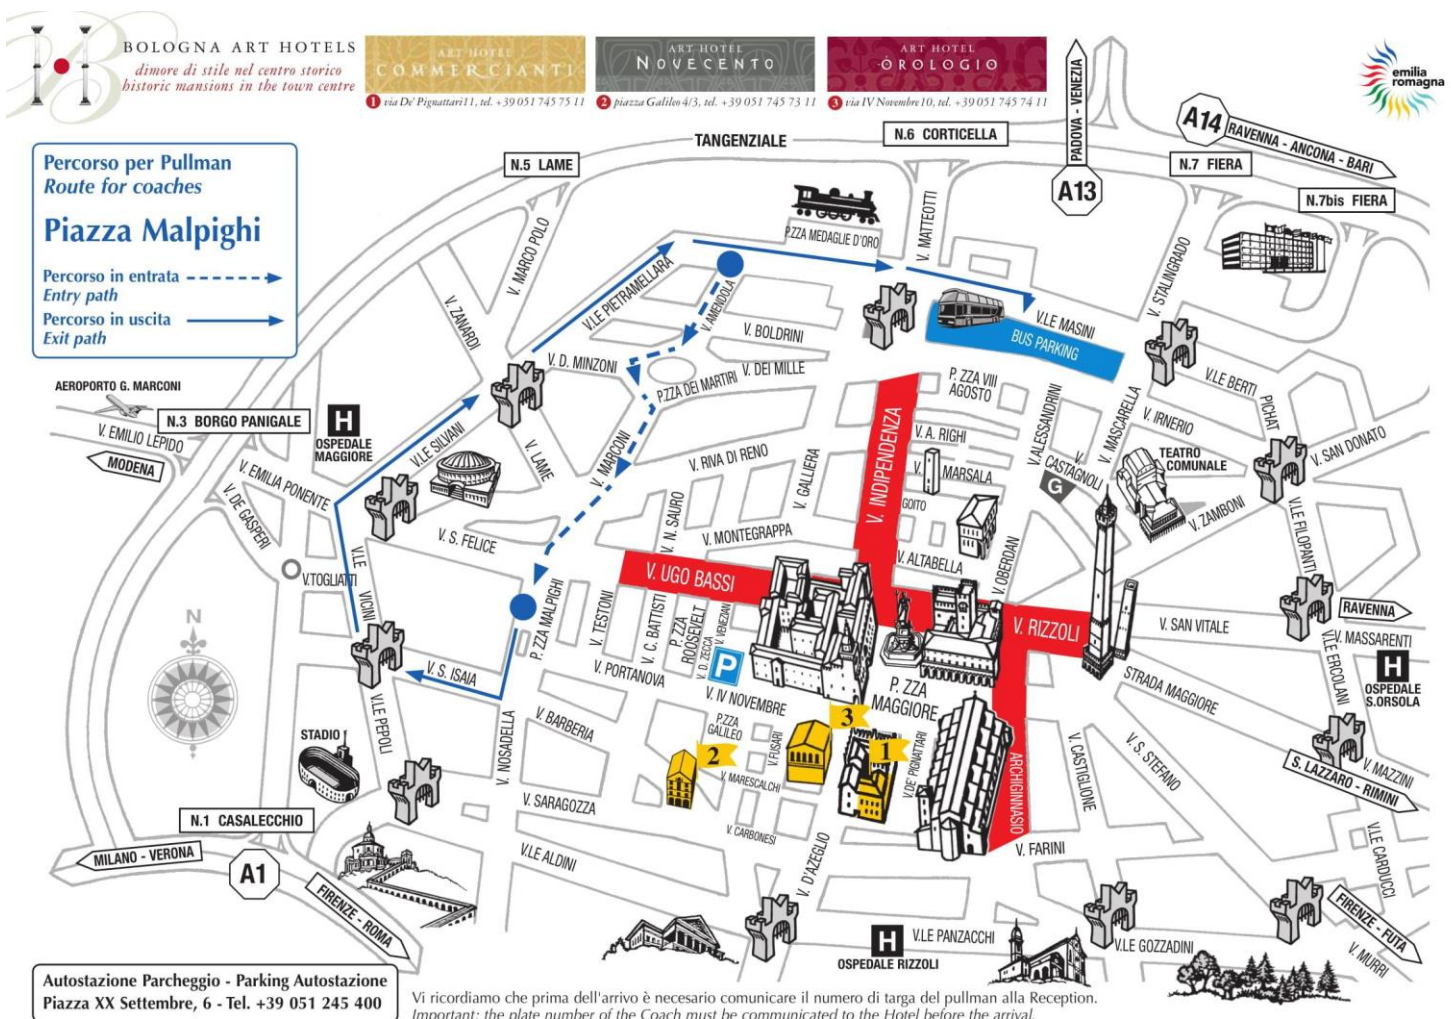 BOLOGNA ART HOTELS
dimore di stile nel centro storico
historic mansions in the town centre
ART HOTEL
COMMERCIANTI
1 via De' Pignattari 11, tel. +39 051 745 75 11
ART HOTEL
NOVECENTO
2 piazza Galileo 4/3, tel. +39 051 745 73 11
ART HOTEL
OROLOGIO
3 via IV Novembre 10, tel. +39 051 745 74 11
emilia
romagna
Percorso per Pullman
Route for coaches
Piazza Malpighi
Percorso in entrata
Entry path
Percorso in uscita
Exit path
TANGENZIALE
N.5 LAME
N.6 CORTICELLA
PADOVA - VENEZIA
A13
A14
RAVENNA - ANCONA - BARI
N.7 FIERA
N.7bis FIERA
P.ZZA MEDAGLIE D'ORO
V. MATTEOTTI
V. STALINGRADO
V. MARCO POLO
V. ZANARDI
V.LE PIETRAMELLARA
V. AMENDOLA
V. BOLDRINI
V.LE MASINI
BUS PARKING
V. D. MINZONI
P.ZZA DEI MARTIRI
V. DEI MILLE
P. ZZA VIII
AGOSTO
V.LE BERTI
PICHAT
AEROPORTO G. MARCONI
N.3 BORGO PANIGALE
V. EMILIO LEPIDO
MODENA
H
OSPEDALE
MAGGIORE
V.LE SILVANI
V. LAME
V. MARCONI
V. RIVA DI RENO
V. GALLIERA
V. INDIPENDENZA
V. A. RIGHI
V. MARSALA
GOITO
V. ALESSANDRINI
V. CASTAGNOLI
G
V. MASCARELLA
V. IRNERIO
TEATRO
COMUNALE
V. ZAMBONI
V. SAN DONATO
V.LE FILOPANTI
V. EMILIA PONENTE
V. DE GASPERI
V.TOGLIATTI
V.LE VICINI
V. S. FELICE
V. N. SAURO
V. MONTEGRAPPA
V. ALTABELLA
V. OBERDAN
V. UGO BASSI
V. RIZZOLI
V. SAN VITALE
RAVENNA
V. MASSARENTI
H
OSPEDALE
S.ORSOLA
V.LE ERCOLANI
P.ZZA MALPIGHI
V. TESTONI
V. C. BATTISTI
P. ZZA
ROOSEVELT
V. D. ZECCA
V. VENEZIAN
P
V. PORTANOVA
V. IV NOVEMBRE
P. ZZA
MAGGIORE
STRADA MAGGIORE
V. S. ISAIA
V.LE PEPOLI
V. NOSADELLA
V. BARBERIA
P.ZZA
GALILEO
V. FUSARI
3
2
1
V. MARESCALCHI
V.DE' PIGNATTARI
ARCHIGINNASIO
V. CASTIGLIONE
V. S. STEFANO
V. MAZZINI
S. LAZZARO - RIMINI
N
STADIO
V. SARAGOZZA
V. CARBONESI
V. D'AZEGLIO
V. FARINI
V.LE CARDUCCI
N.1 CASALECCHIO
MILANO - VERONA
A1
FIRENZE - ROMA
V.LE ALDINI
H
OSPEDALE RIZZOLI
V.LE PANZACCHI
V.LE GOZZADINI
FIRENZE - FUTA
V. MURRI
Autostazione Parcheggio - Parking Autostazione
Piazza XX Settembre, 6 - Tel. +39 051 245 400
Vi ricordiamo che prima dell'arrivo è necesario comunicare il numero di targa del pullman alla Reception.
Important: the plate number of the Coach must be communicated to the Hotel before the arrival.